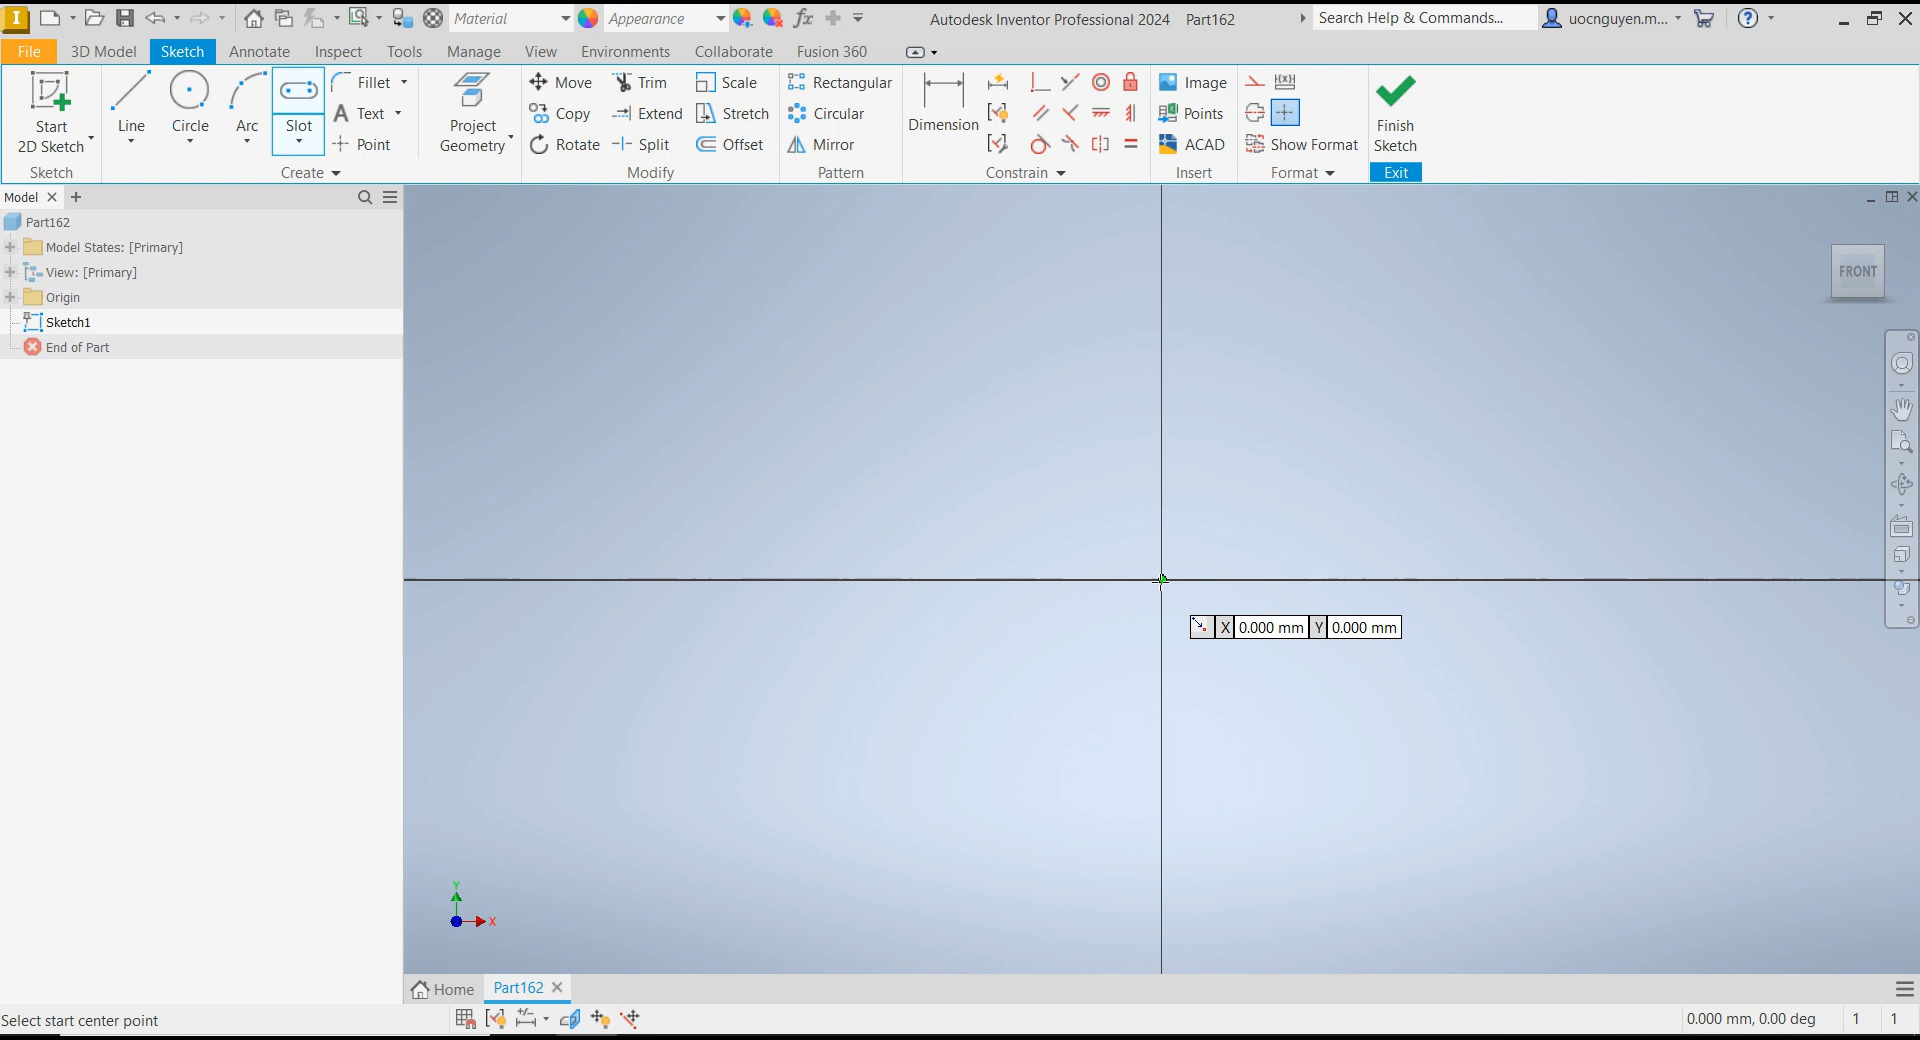 Material
Appearance
fx
Autodesk Inventor Professional 2024 Part162
Search Help & Commands...
uocnguyen.m...
File 3D Model Sketch Annotate Inspect Tools Manage View Environments Collaborate Fusion 360
Start 2D Sketch
Line
Circle
Arc
Slot
Fillet
Text
Point
Project Geometry
Move
Copy
Rotate
Trim
Extend
Split
Scale
Stretch
Offset
Rectangular
Circular
Mirror
Dimension
Image
Points
ACAD
Show Format
Finish Sketch
Sketch
Create
Modify
Pattern
Constrain
Insert
Format
Exit
Model
Part162
Model States: [Primary]
View: [Primary]
Origin
Sketch1
End of Part
FRONT
X 0.000 mm Y 0.000 mm
Y
X
Home
Part162
Select start center point
0.000 mm, 0.00 deg
1
1